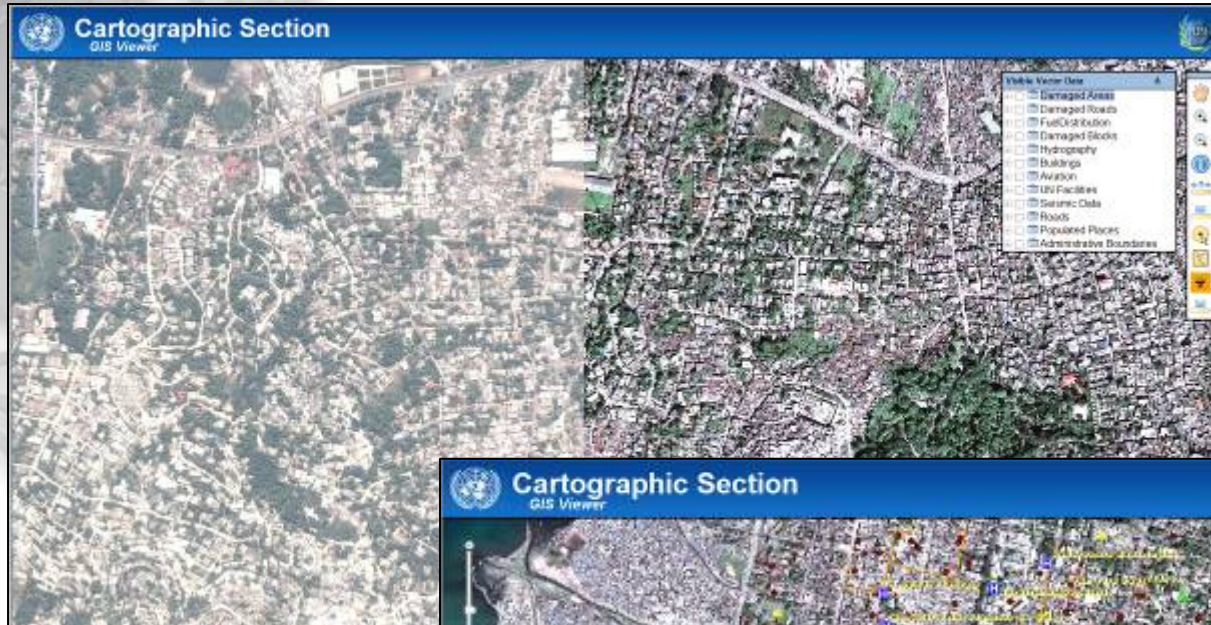 Cartographic Section
GIS Viewer
Visible Vector Data
Damaged Areas
Damaged Roads
FuelDistribution
Damaged Blocks
Hydrography
Buildings
Aviation
UN Facilities
Seismic Data
Roads
Populated Places
Administrative Boundaries
Cartographic Section
GIS Viewer
H
H